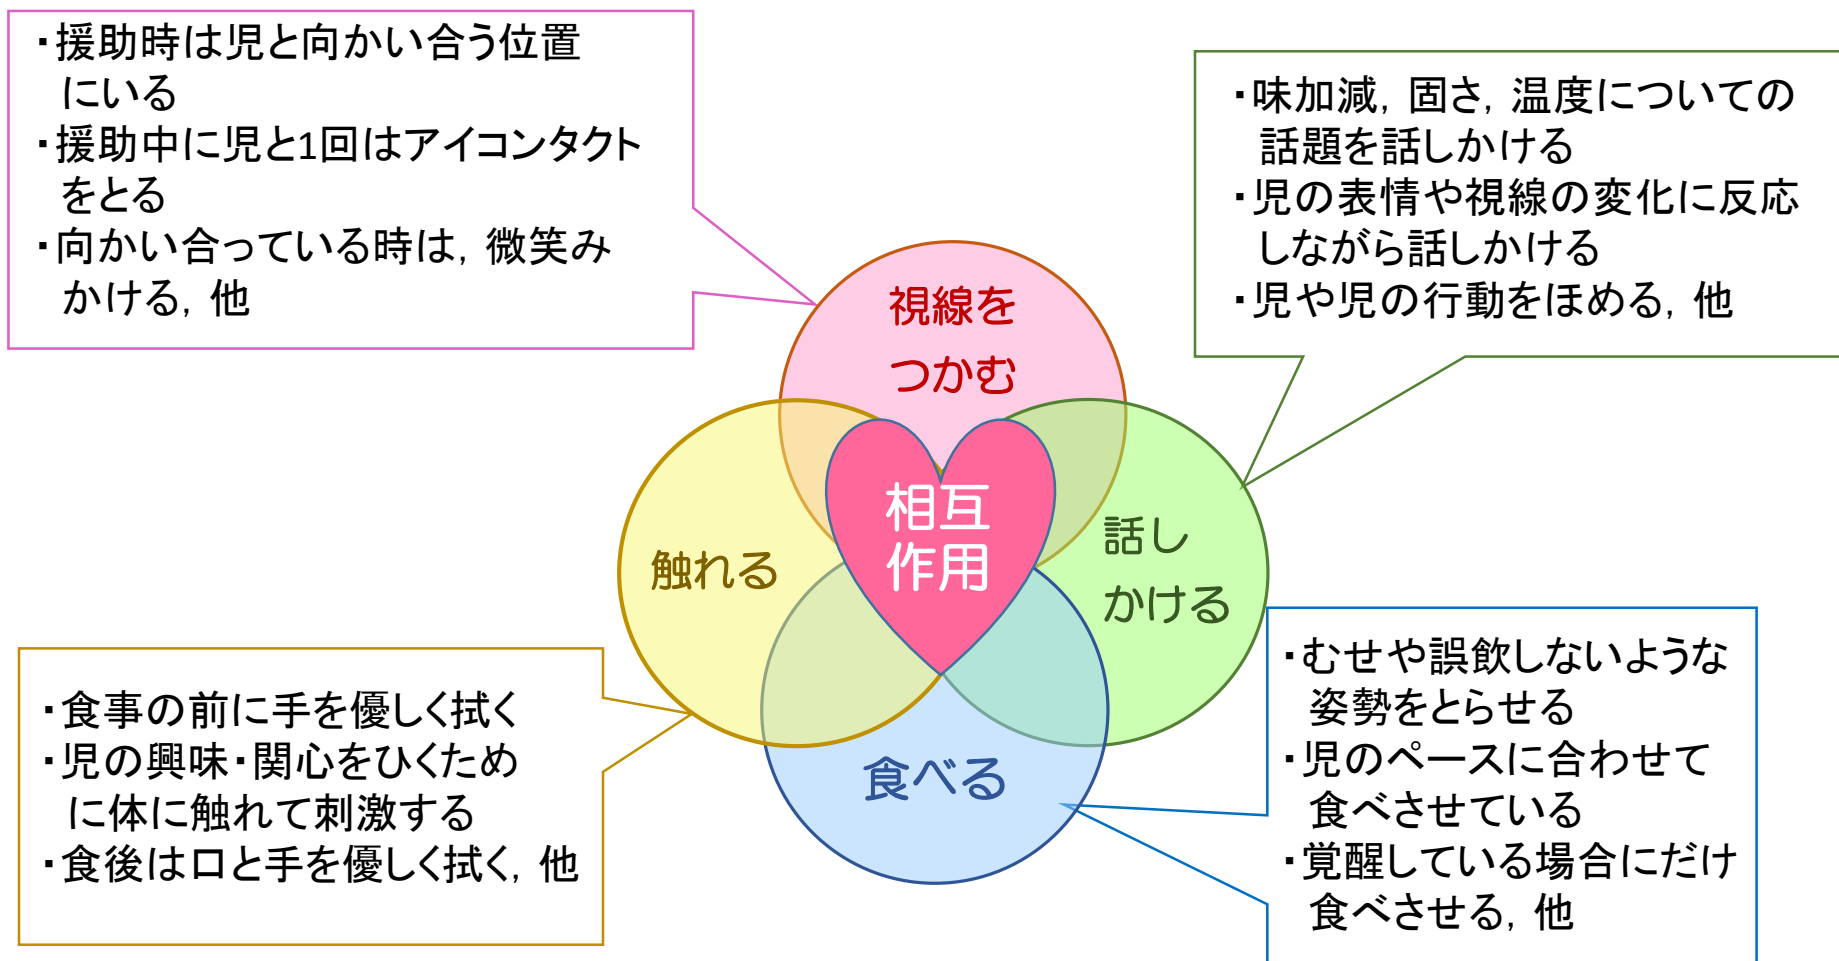 ・援助時は児と向かい合う位置
にいる
・援助中に児と1回はアイコンタクト
をとる
・向かい合っている時は, 微笑み
かける, 他
・味加減, 固さ, 温度についての
話題を話しかける
・児の表情や視線の変化に反応
しながら話しかける
・児や児の行動をほめる, 他
視線を
つかむ
相互
作用
触れる
話し
かける
食べる
・食事の前に手を優しく拭く
・児の興味・関心をひくため
に体に触れて刺激する
・食後は口と手を優しく拭く, 他
・むせや誤飲しないような
姿勢をとらせる
・児のペースに合わせて
食べさせている
・覚醒している場合にだけ
食べさせる, 他